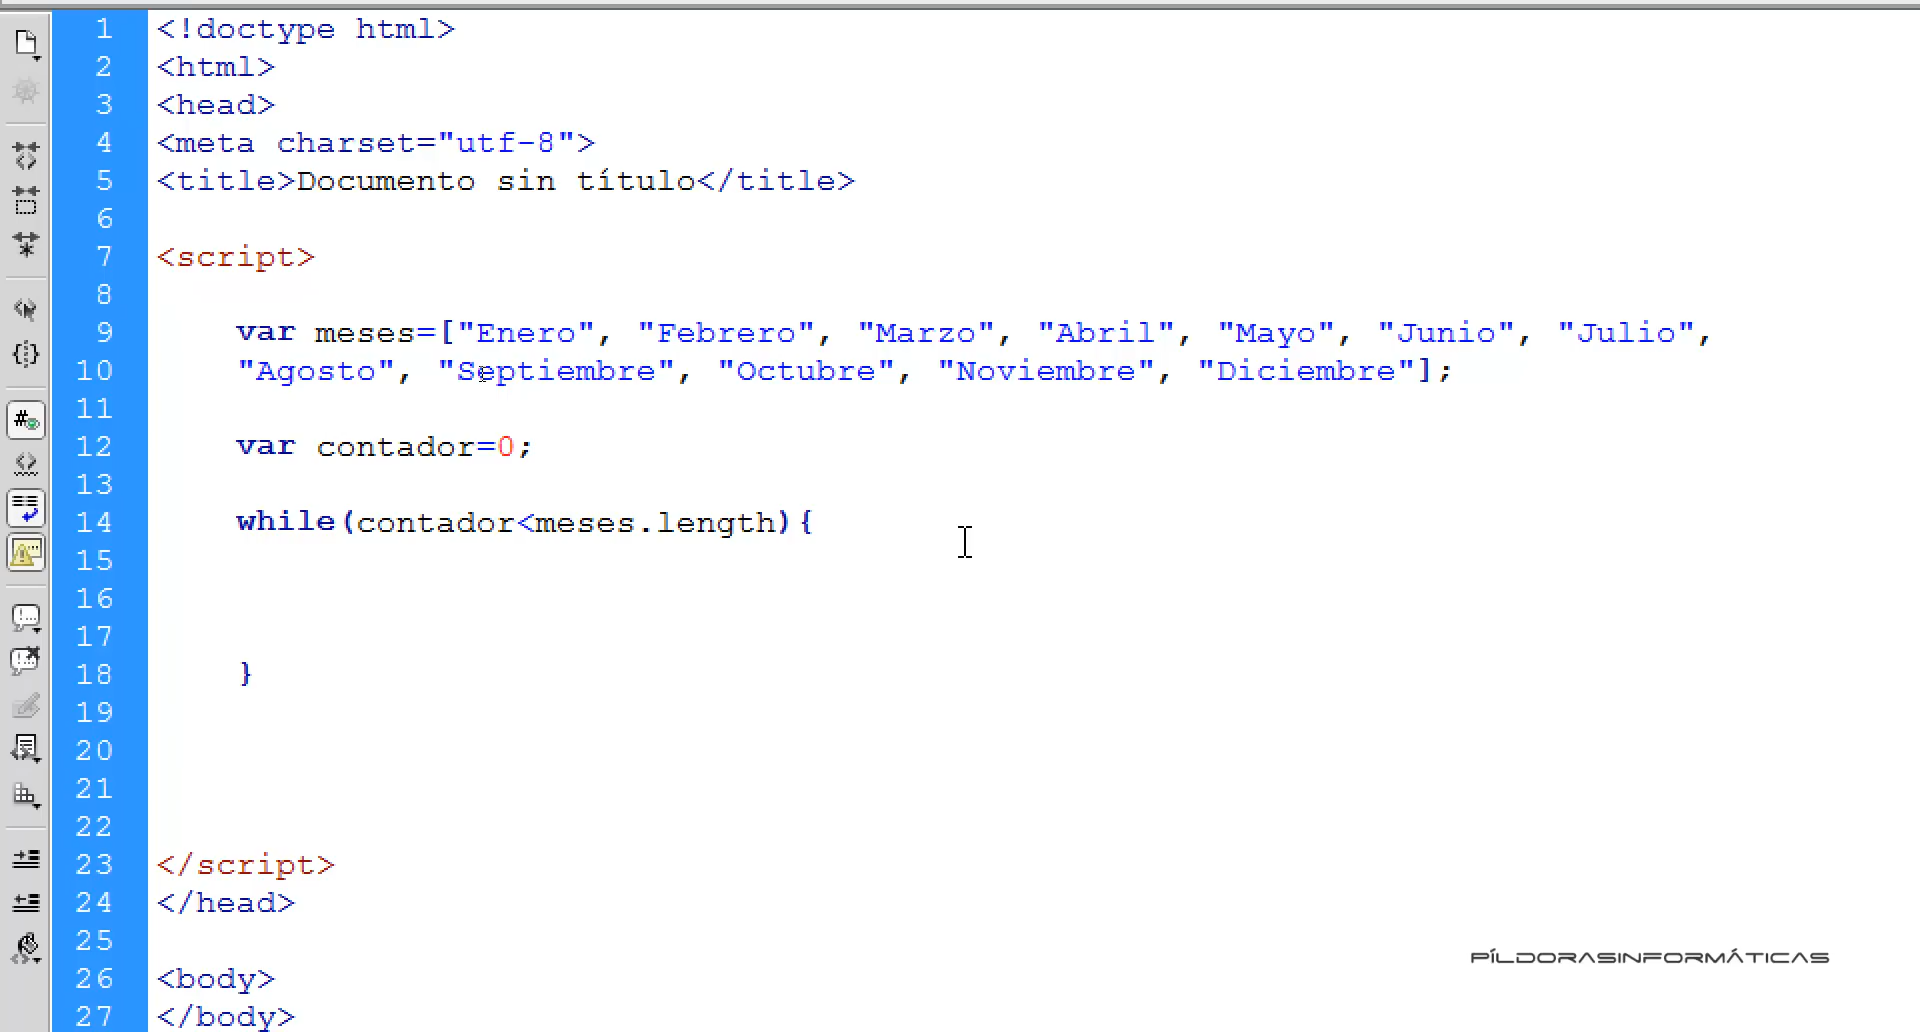 1 <!doctype html>
2 <html>
3 <head>
4 <meta charset="utf-8">
5 <title>Documento sin título</title>
6
7 <script>
8
9 var meses=["Enero", "Febrero", "Marzo", "Abril", "Mayo", "Junio", "Julio",
10 "Agosto", "Septiembre", "Octubre", "Noviembre", "Diciembre"];
11
12 var contador=0;
13
14 while(contador<meses.length){
15
16
17
18 }
19
20
21
22
23 </script>
24 </head>
25
26 <body>
27 </body>
PÍLDORASINFORMÁTICAS